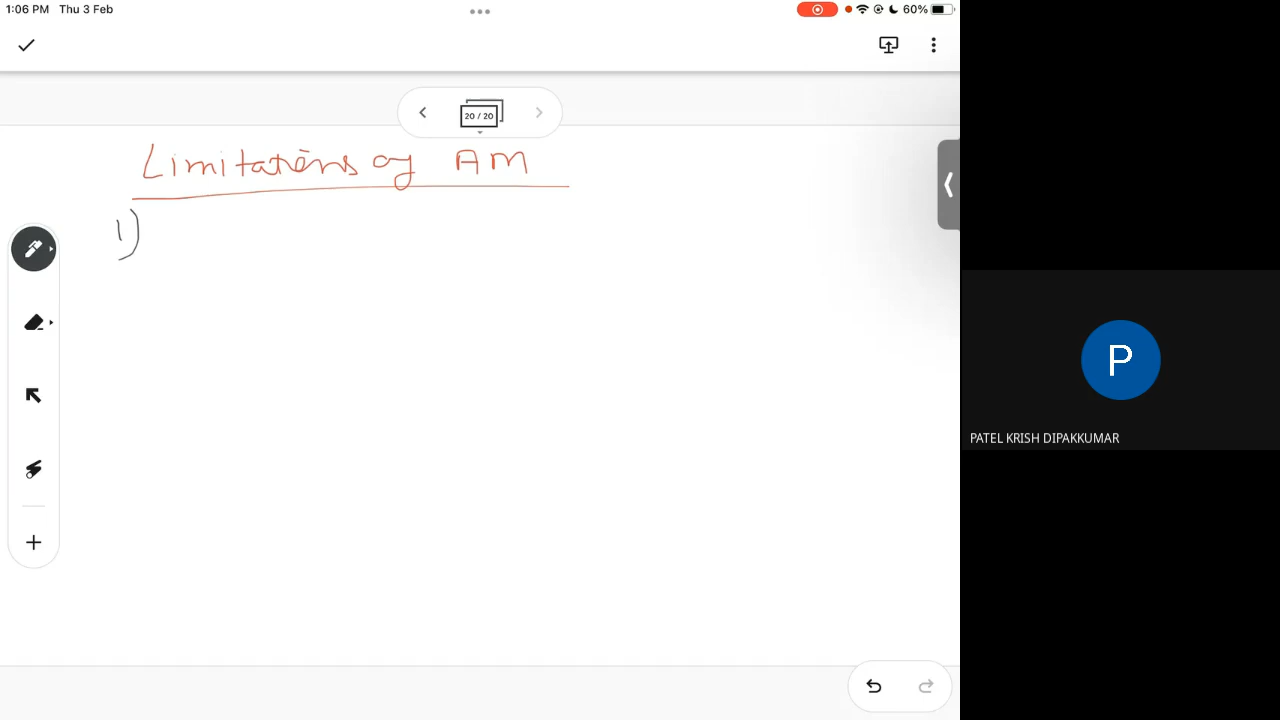 1:06 PM Thu 3 Feb
60%
20 / 20
Limitations of AM
1)
P
PATEL KRISH DIPAKKUMAR